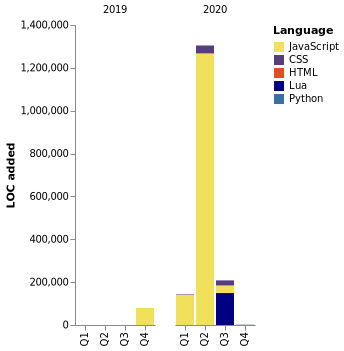 2019
2020
LOC added
1,400,000
1,200,000
1,000,000
800,000
600,000
400,000
200,000
0
Q1
Q2
Q3
Q4
Q1
Q2
Q3
Q4
Language
JavaScript
CSS
HTML
Lua
Python